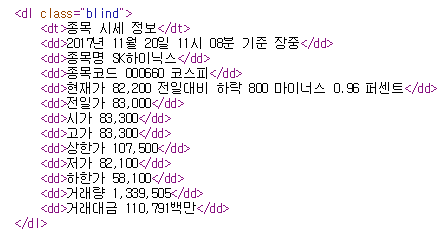 <dl class="blind">
<dt>종목 시세 정보</dt>
<dd>2017년 11월 20일 11시 08분 기준 장중</dd>
<dd>종목명 SK하이닉스</dd>
<dd>종목코드 000660 코스피</dd>
<dd>현재가 82,200 전일대비 하락 800 마이너스 0.96 퍼센트</dd>
<dd>전일가 83,000</dd>
<dd>시가 83,300</dd>
<dd>고가 83,300</dd>
<dd>상한가 107,500</dd>
<dd>저가 82,100</dd>
<dd>하한가 58,100</dd>
<dd>거래량 1,339,505</dd>
<dd>거래대금 110,791백만</dd>
</dl>